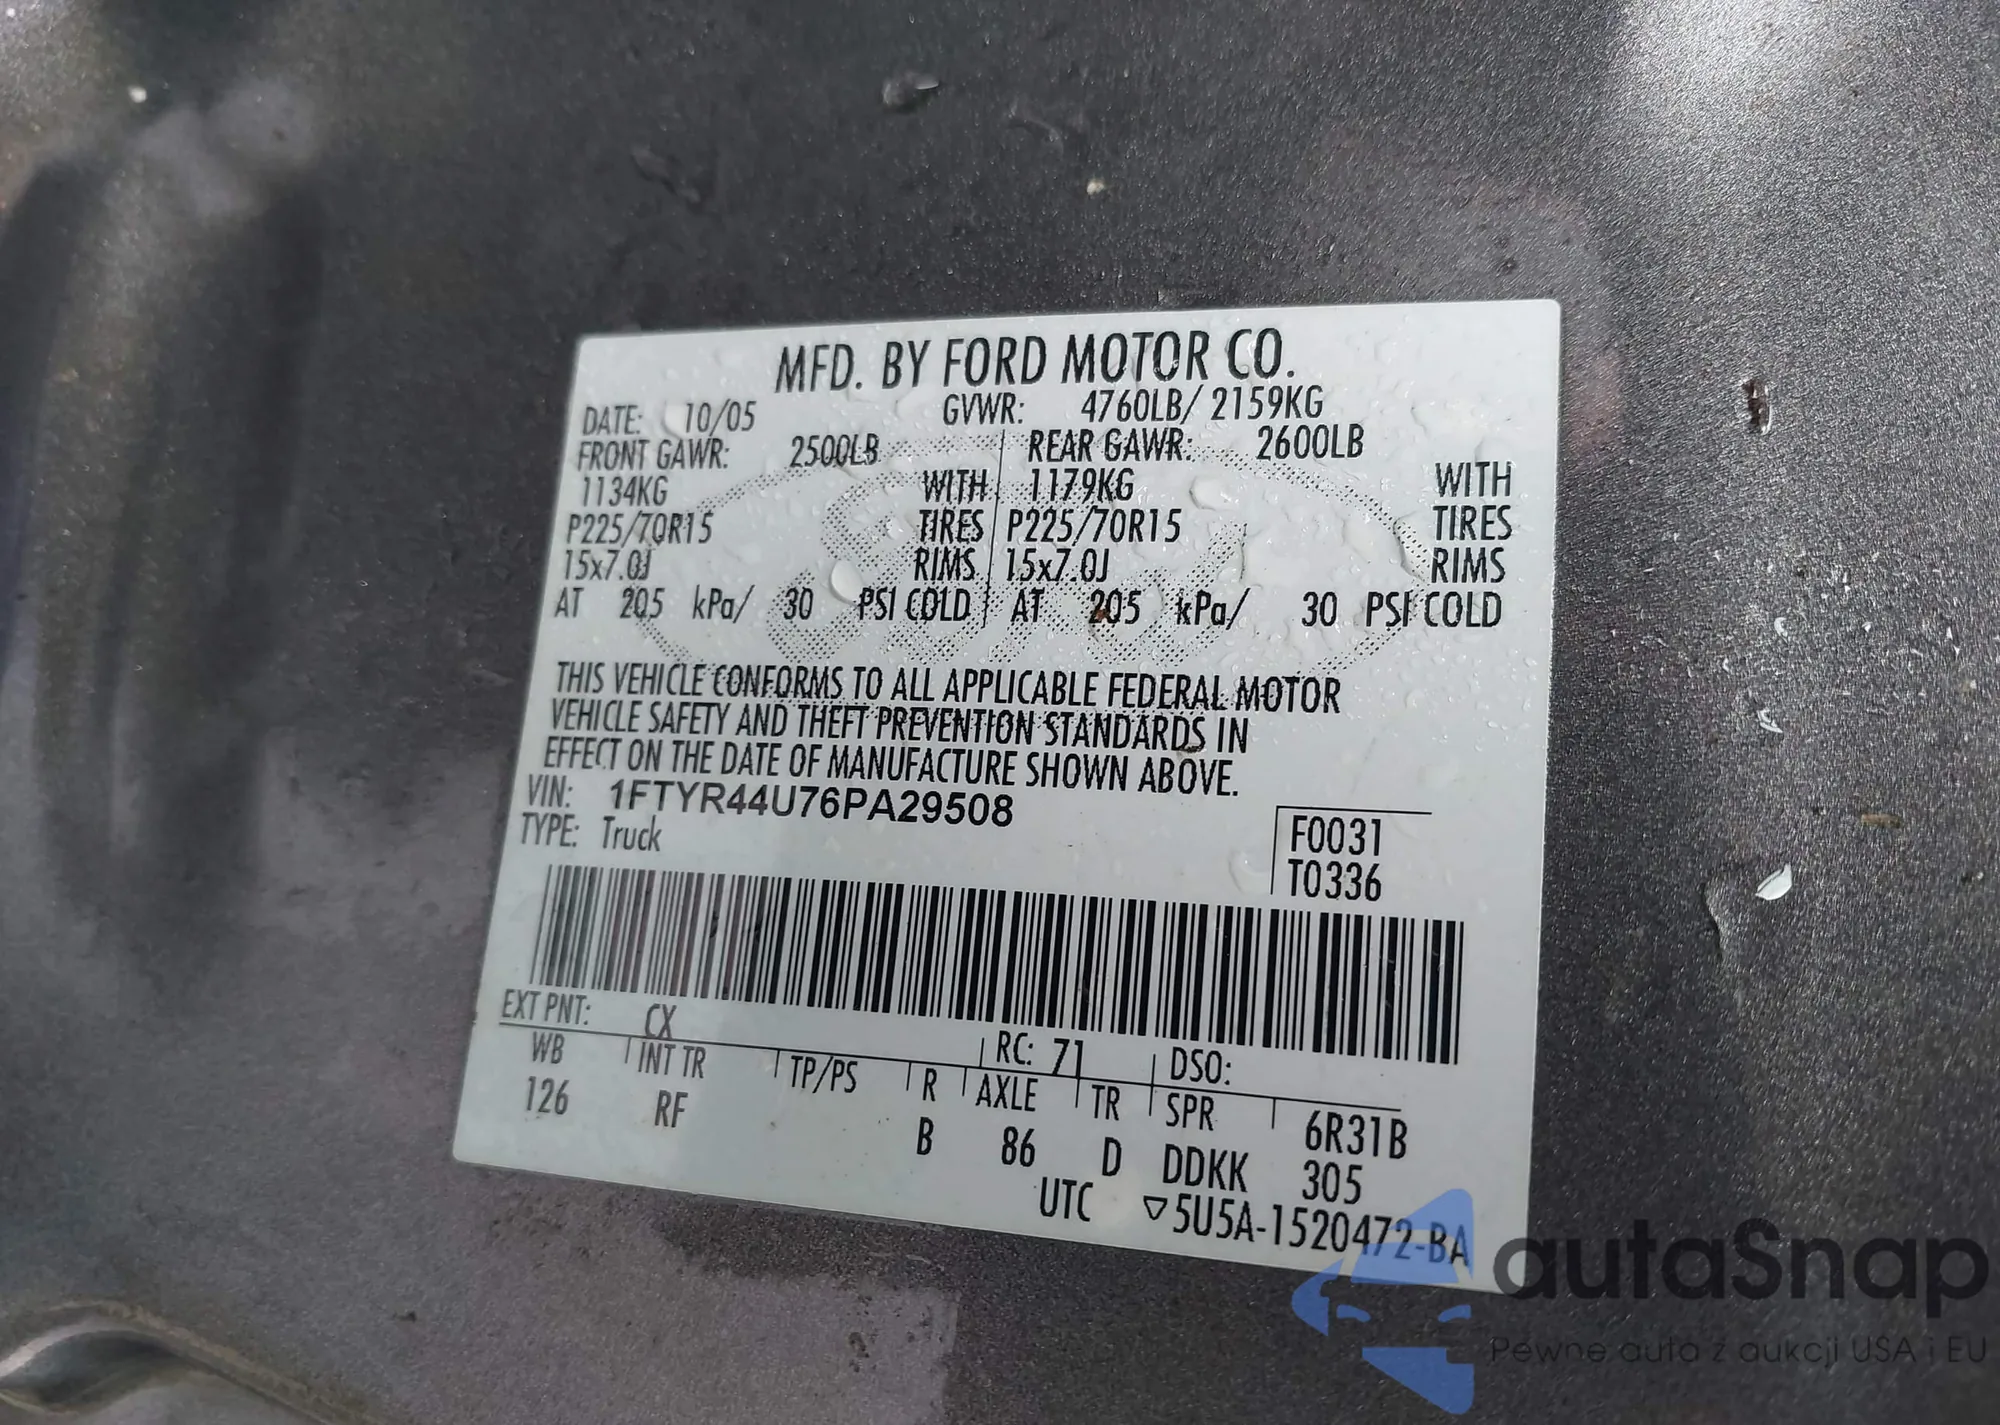 MFD. BY FORD MOTOR CO.
DATE: 10/05 GVWR: 4760LB/ 2159KG
FRONT GAWR: 2500LB REAR GAWR: 2600LB
1134KG WITH 1179KG WITH
P225/70R15 TIRES P225/70R15 TIRES
15x7.0J RIMS 15x7.0J RIMS
AT 205 kPa/ 30 PSI COLD AT 205 kPa/ 30 PSI COLD
THIS VEHICLE CONFORMS TO ALL APPLICABLE FEDERAL MOTOR
VEHICLE SAFETY AND THEFT PREVENTION STANDARDS IN
EFFECT ON THE DATE OF MANUFACTURE SHOWN ABOVE.
VIN: 1FTYR44U76PA29508
TYPE: Truck
F0031
T0336
EXT PNT: CX RC: 71 DSO:
WB INT TR TP/PS R AXLE TR SPR 6R31B
126 RF B 86 D DDKK 305
UTC ▽5U5A-1520472-BA
autaSnap
Pewne auta z aukcji USA i EU